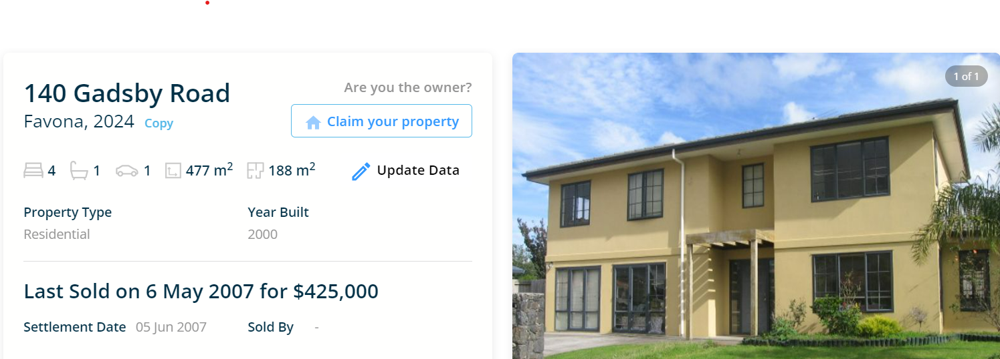 140 Gadsby Road
Are you the owner?
Favona, 2024 Copy
Claim your property
4 1 1 477 m² 188 m² Update Data
Property Type Year Built
Residential 2000
Last Sold on 6 May 2007 for $425,000
Settlement Date 05 Jun 2007 Sold By -
1 of 1